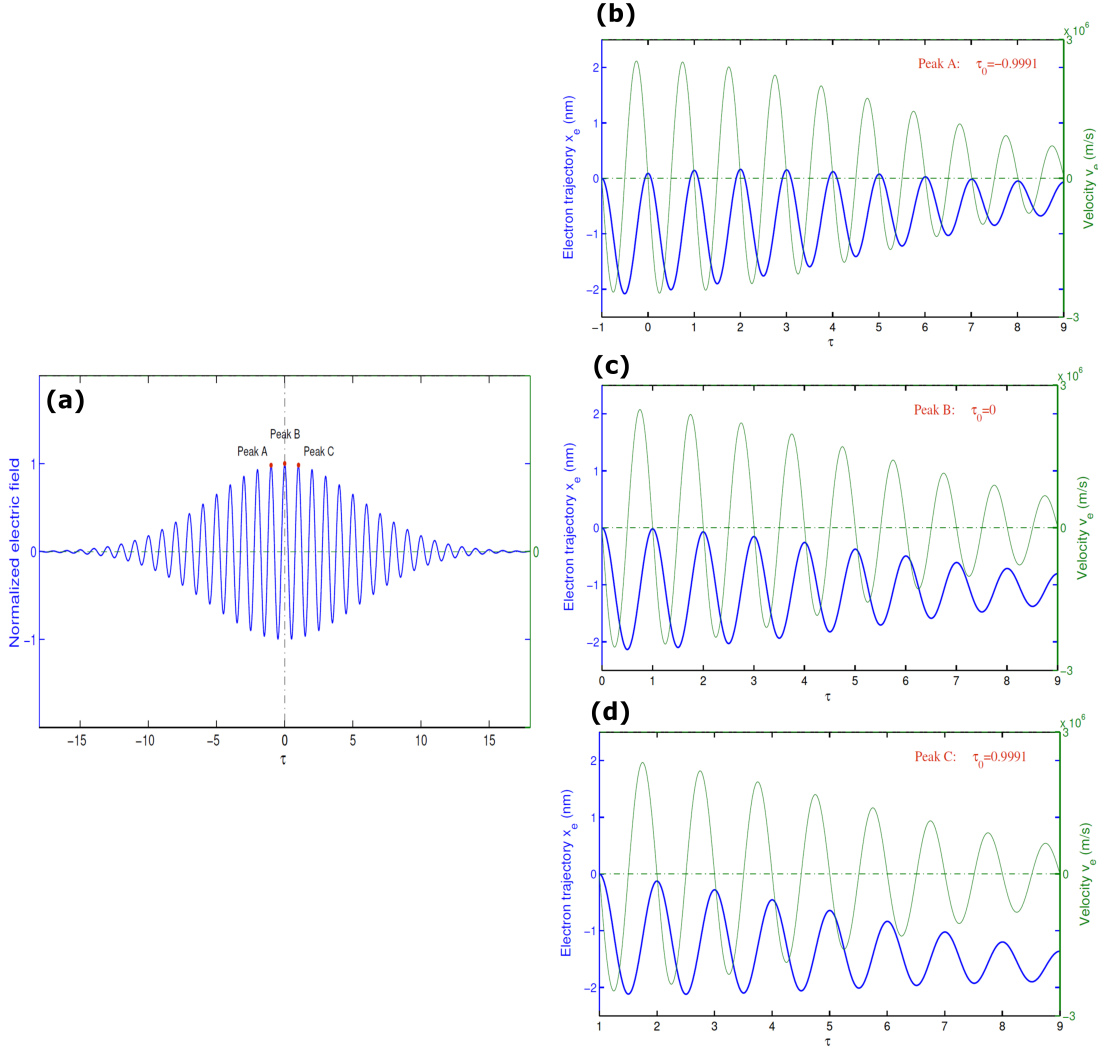 (a)
Normalized electric field
1
0
−1
0
Peak A
Peak B
Peak C
−15 −10 −5 0 5 10 15
τ
(b)
x 10^6
3
0
−3
2
1
0
−1
−2
Peak A: τ_0=−0.9991
Electron trajectory x_e (nm)
Velocity v_e (m/s)
−1 0 1 2 3 4 5 6 7 8 9
τ
(c)
x 10^6
3
0
−3
2
1
0
−1
−2
Peak B: τ_0=0
Electron trajectory x_e (nm)
Velocity v_e (m/s)
0 1 2 3 4 5 6 7 8 9
τ
(d)
x 10^6
3
0
−3
2
1
0
−1
−2
Peak C: τ_0=0.9991
Electron trajectory x_e (nm)
Velocity v_e (m/s)
1 2 3 4 5 6 7 8 9
τ